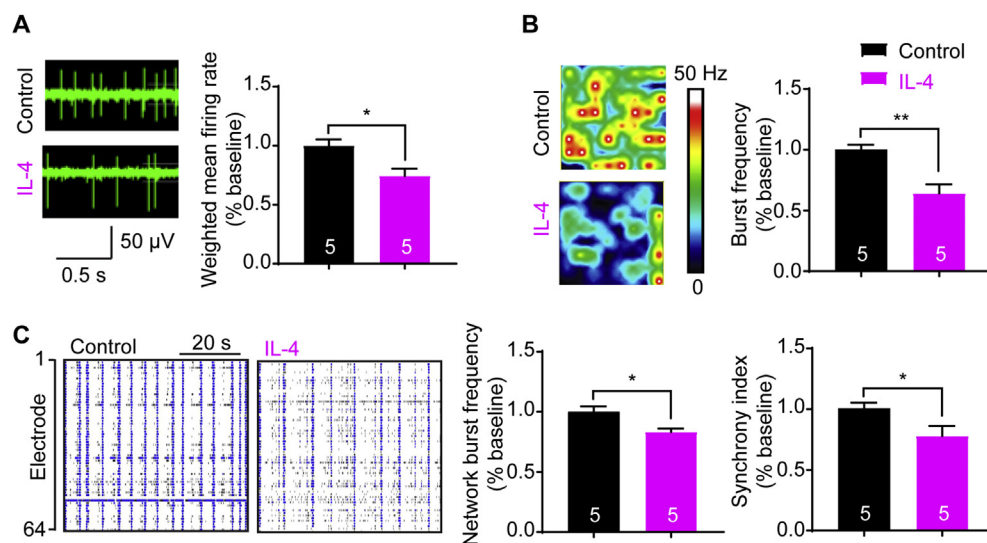 A
Control
IL-4
50 µV
0.5 s
Weighted mean firing rate
(% baseline)
1.5
1.0
0.5
0.0
*
5
5
B
Control
IL-4
50 Hz
0
Control
IL-4
Burst frequency
(% baseline)
1.5
1.0
0.5
0.0
**
5
5
C
Control
20 s
IL-4
1
Electrode
64
Network burst frequency
(% baseline)
1.5
1.0
0.5
0.0
*
5
5
Synchrony index
(% baseline)
1.5
1.0
0.5
0.0
*
5
5